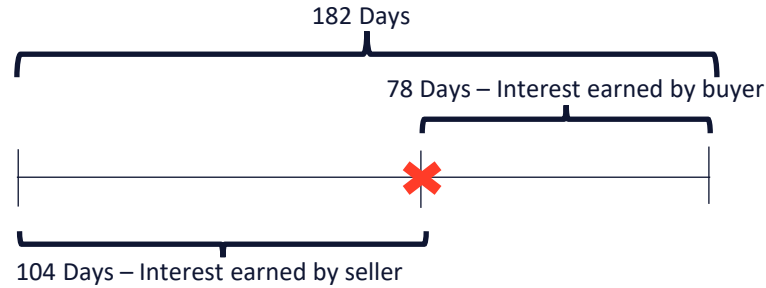 182 Days
78 Days – Interest earned by buyer
104 Days – Interest earned by seller